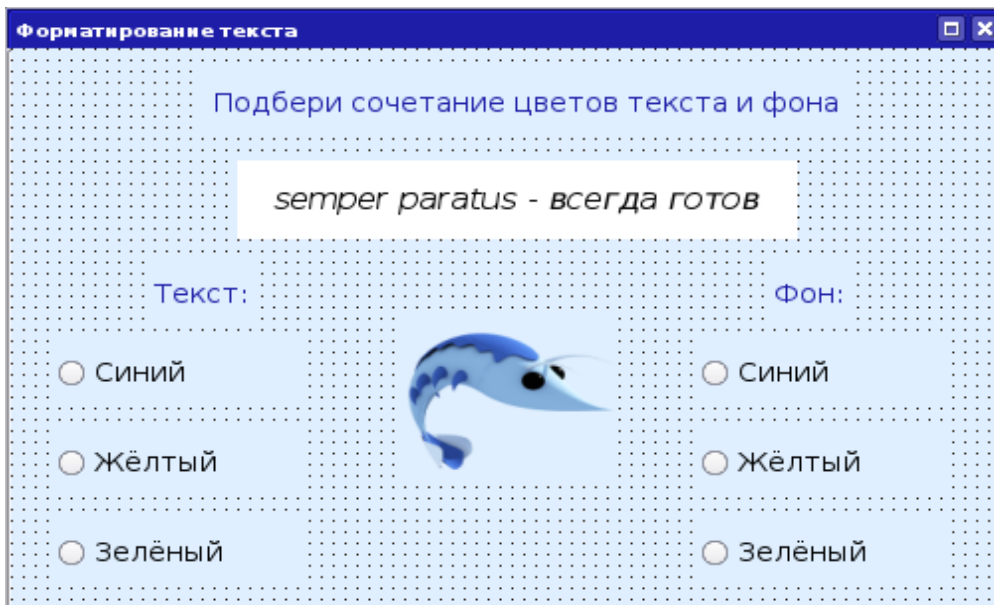 Форматирование текста
Подбери сочетание цветов текста и фона
semper paratus - всегда готов
Текст:
Фон:
Синий
Синий
Жёлтый
Жёлтый
Зелёный
Зелёный